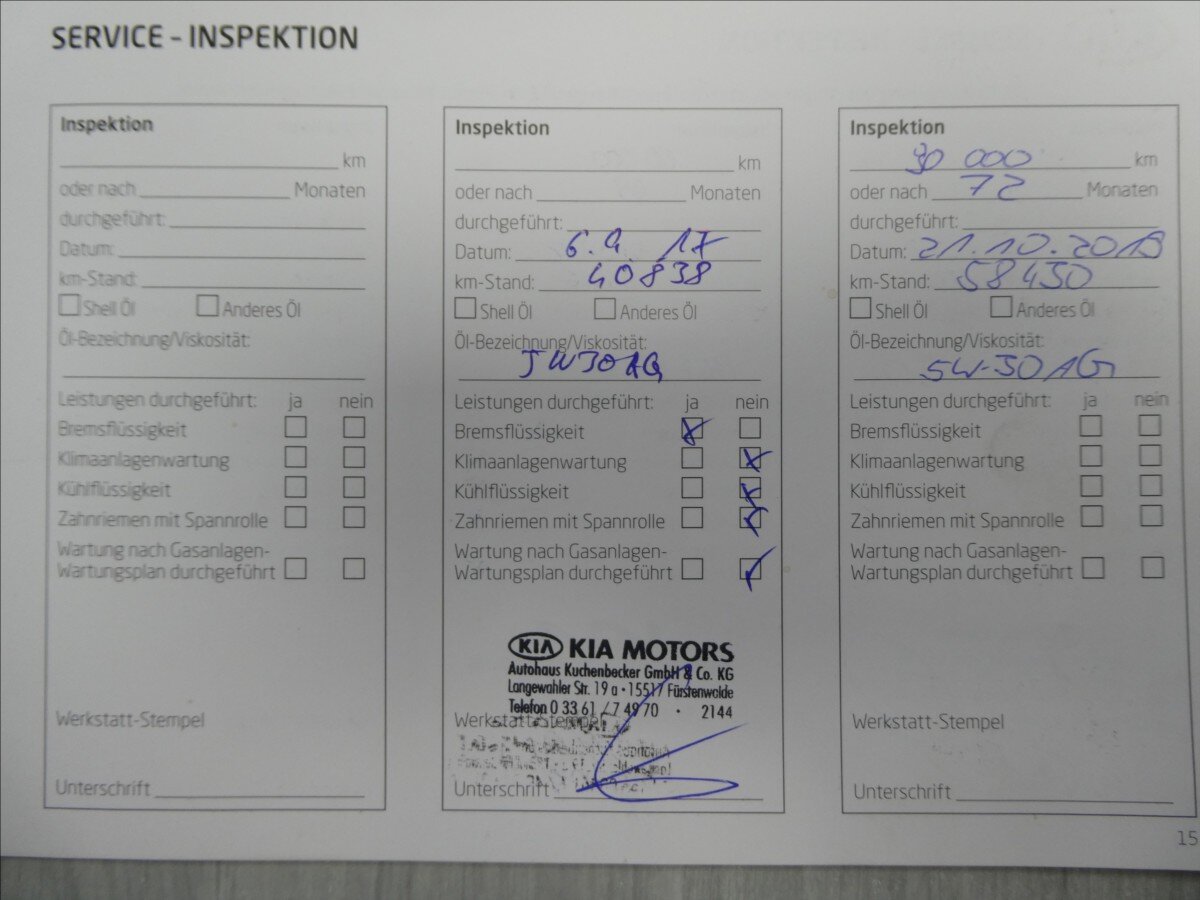 SERVICE – INSPEKTION
Inspektion
km
oder nach Monaten
durchgeführt:
Datum:
km-Stand:
Shell Öl Anderes Öl
Öl-Bezeichnung/Viskosität:
Leistungen durchgeführt: ja nein
Bremsflüssigkeit
Klimaanlagenwartung
Kühlflüssigkeit
Zahnriemen mit Spannrolle
Wartung nach Gasanlagen-
Wartungsplan durchgeführt
Werkstatt-Stempel
Unterschrift
Inspektion
km
oder nach Monaten
durchgeführt:
Datum: 6.9.17
km-Stand: 40838
Shell Öl Anderes Öl
Öl-Bezeichnung/Viskosität:
5W30
Leistungen durchgeführt: ja nein
Bremsflüssigkeit
Klimaanlagenwartung
Kühlflüssigkeit
Zahnriemen mit Spannrolle
Wartung nach Gasanlagen-
Wartungsplan durchgeführt
KIA KIA MOTORS
Autohaus Kuchenbecker GmbH & Co. KG
Langewahler Str. 19 a · 15517 Fürstenwalde
Telefon 0 33 61 / 7 49 70 · 2144
Werkstatt-Stempel
Unterschrift
Inspektion
90 000 km
oder nach 72 Monaten
durchgeführt:
Datum: 21.10.2019
km-Stand: 58450
Shell Öl Anderes Öl
Öl-Bezeichnung/Viskosität:
5W-30 AG
Leistungen durchgeführt: ja nein
Bremsflüssigkeit
Klimaanlagenwartung
Kühlflüssigkeit
Zahnriemen mit Spannrolle
Wartung nach Gasanlagen-
Wartungsplan durchgeführt
Werkstatt-Stempel
Unterschrift
15